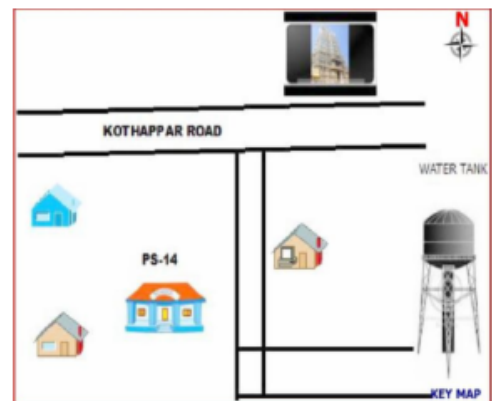 N
KOTHAPPAR ROAD
WATER TANK
PS-14
KEY MAP